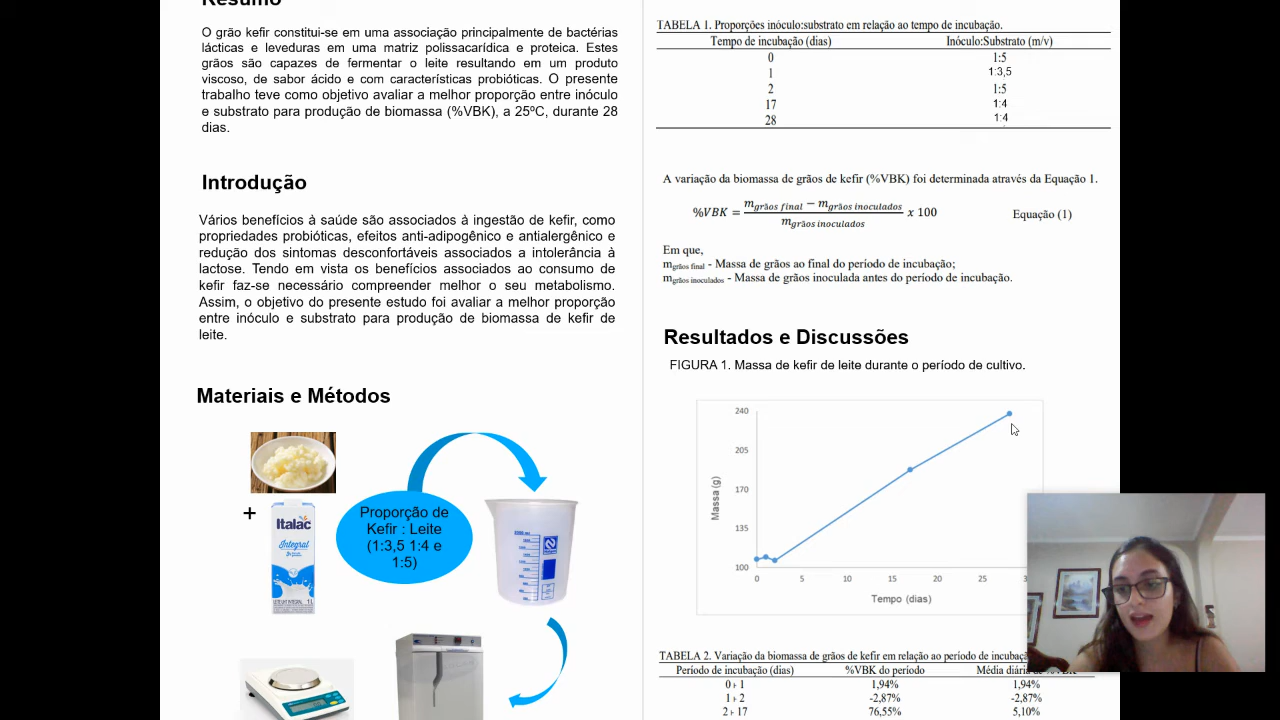 Resumo
O grão kefir constitui-se em uma associação principalmente de bactérias
lácticas e leveduras em uma matriz polissacarídica e proteica. Estes
grãos são capazes de fermentar o leite resultando em um produto
viscoso, de sabor ácido e com características probióticas. O presente
trabalho teve como objetivo avaliar a melhor proporção entre inóculo
e substrato para produção de biomassa (%VBK), a 25ºC, durante 28
dias.
Introdução
Vários benefícios à saúde são associados à ingestão de kefir, como
propriedades probióticas, efeitos anti-adipogênico e antialergênico e
redução dos sintomas desconfortáveis associados a intolerância à
lactose. Tendo em vista os benefícios associados ao consumo de
kefir faz-se necessário compreender melhor o seu metabolismo.
Assim, o objetivo do presente estudo foi avaliar a melhor proporção
entre inóculo e substrato para produção de biomassa de kefir de
leite.
Materiais e Métodos
+
Italac
Integral
1L
Proporção de
Kefir : Leite
(1:3,5 1:4 e
1:5)
TABELA 1. Proporções inóculo:substrato em relação ao tempo de incubação.
Tempo de incubação (dias) Inóculo:Substrato (m/v)
0 1:5
1 1:3,5
2 1:5
17 1:4
28 1:4
A variação da biomassa de grãos de kefir (%VBK) foi determinada através da Equação 1.
%VBK = (m grãos final − m grãos inoculados) / m grãos inoculados x 100 Equação (1)
Em que,
m grãos final - Massa de grãos ao final do período de incubação;
m grãos inoculados - Massa de grãos inoculada antes do período de incubação.
Resultados e Discussões
FIGURA 1. Massa de kefir de leite durante o período de cultivo.
240
205
170
135
100
Massa (g)
0 5 10 15 20 25
Tempo (dias)
TABELA 2. Variação da biomassa de grãos de kefir em relação ao período de
Período de incubação (dias) %VBK do período Média diária
0 ⊦ 1 1,94% 1,94%
1 ⊦ 2 -2,87% -2,87%
2 ⊦ 17 76,55% 5,10%